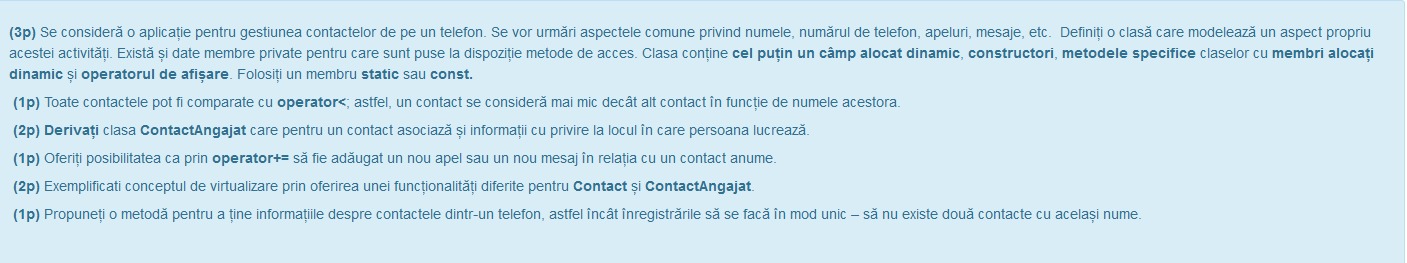 (3p) Se consideră o aplicație pentru gestiunea contactelor de pe un telefon. Se vor urmări aspectele comune privind numele, numărul de telefon, apeluri, mesaje, etc. Definiți o clasă care modelează un aspect propriu
acestei activități. Există și date membre private pentru care sunt puse la dispoziție metode de acces. Clasa conține cel puțin un câmp alocat dinamic, constructori, metodele specifice claselor cu membri alocați
dinamic și operatorul de afișare. Folosiți un membru static sau const.
(1p) Toate contactele pot fi comparate cu operator<; astfel, un contact se consideră mai mic decât alt contact în funcție de numele acestora.
(2p) Derivați clasa ContactAngajat care pentru un contact asociază și informații cu privire la locul în care persoana lucrează.
(1p) Oferiți posibilitatea ca prin operator+= să fie adăugat un nou apel sau un nou mesaj în relația cu un contact anume.
(2p) Exemplificati conceptul de virtualizare prin oferirea unei funcționalități diferite pentru Contact și ContactAngajat.
(1p) Propuneți o metodă pentru a ține informațiile despre contactele dintr-un telefon, astfel încât înregistrările să se facă în mod unic – să nu existe două contacte cu același nume.